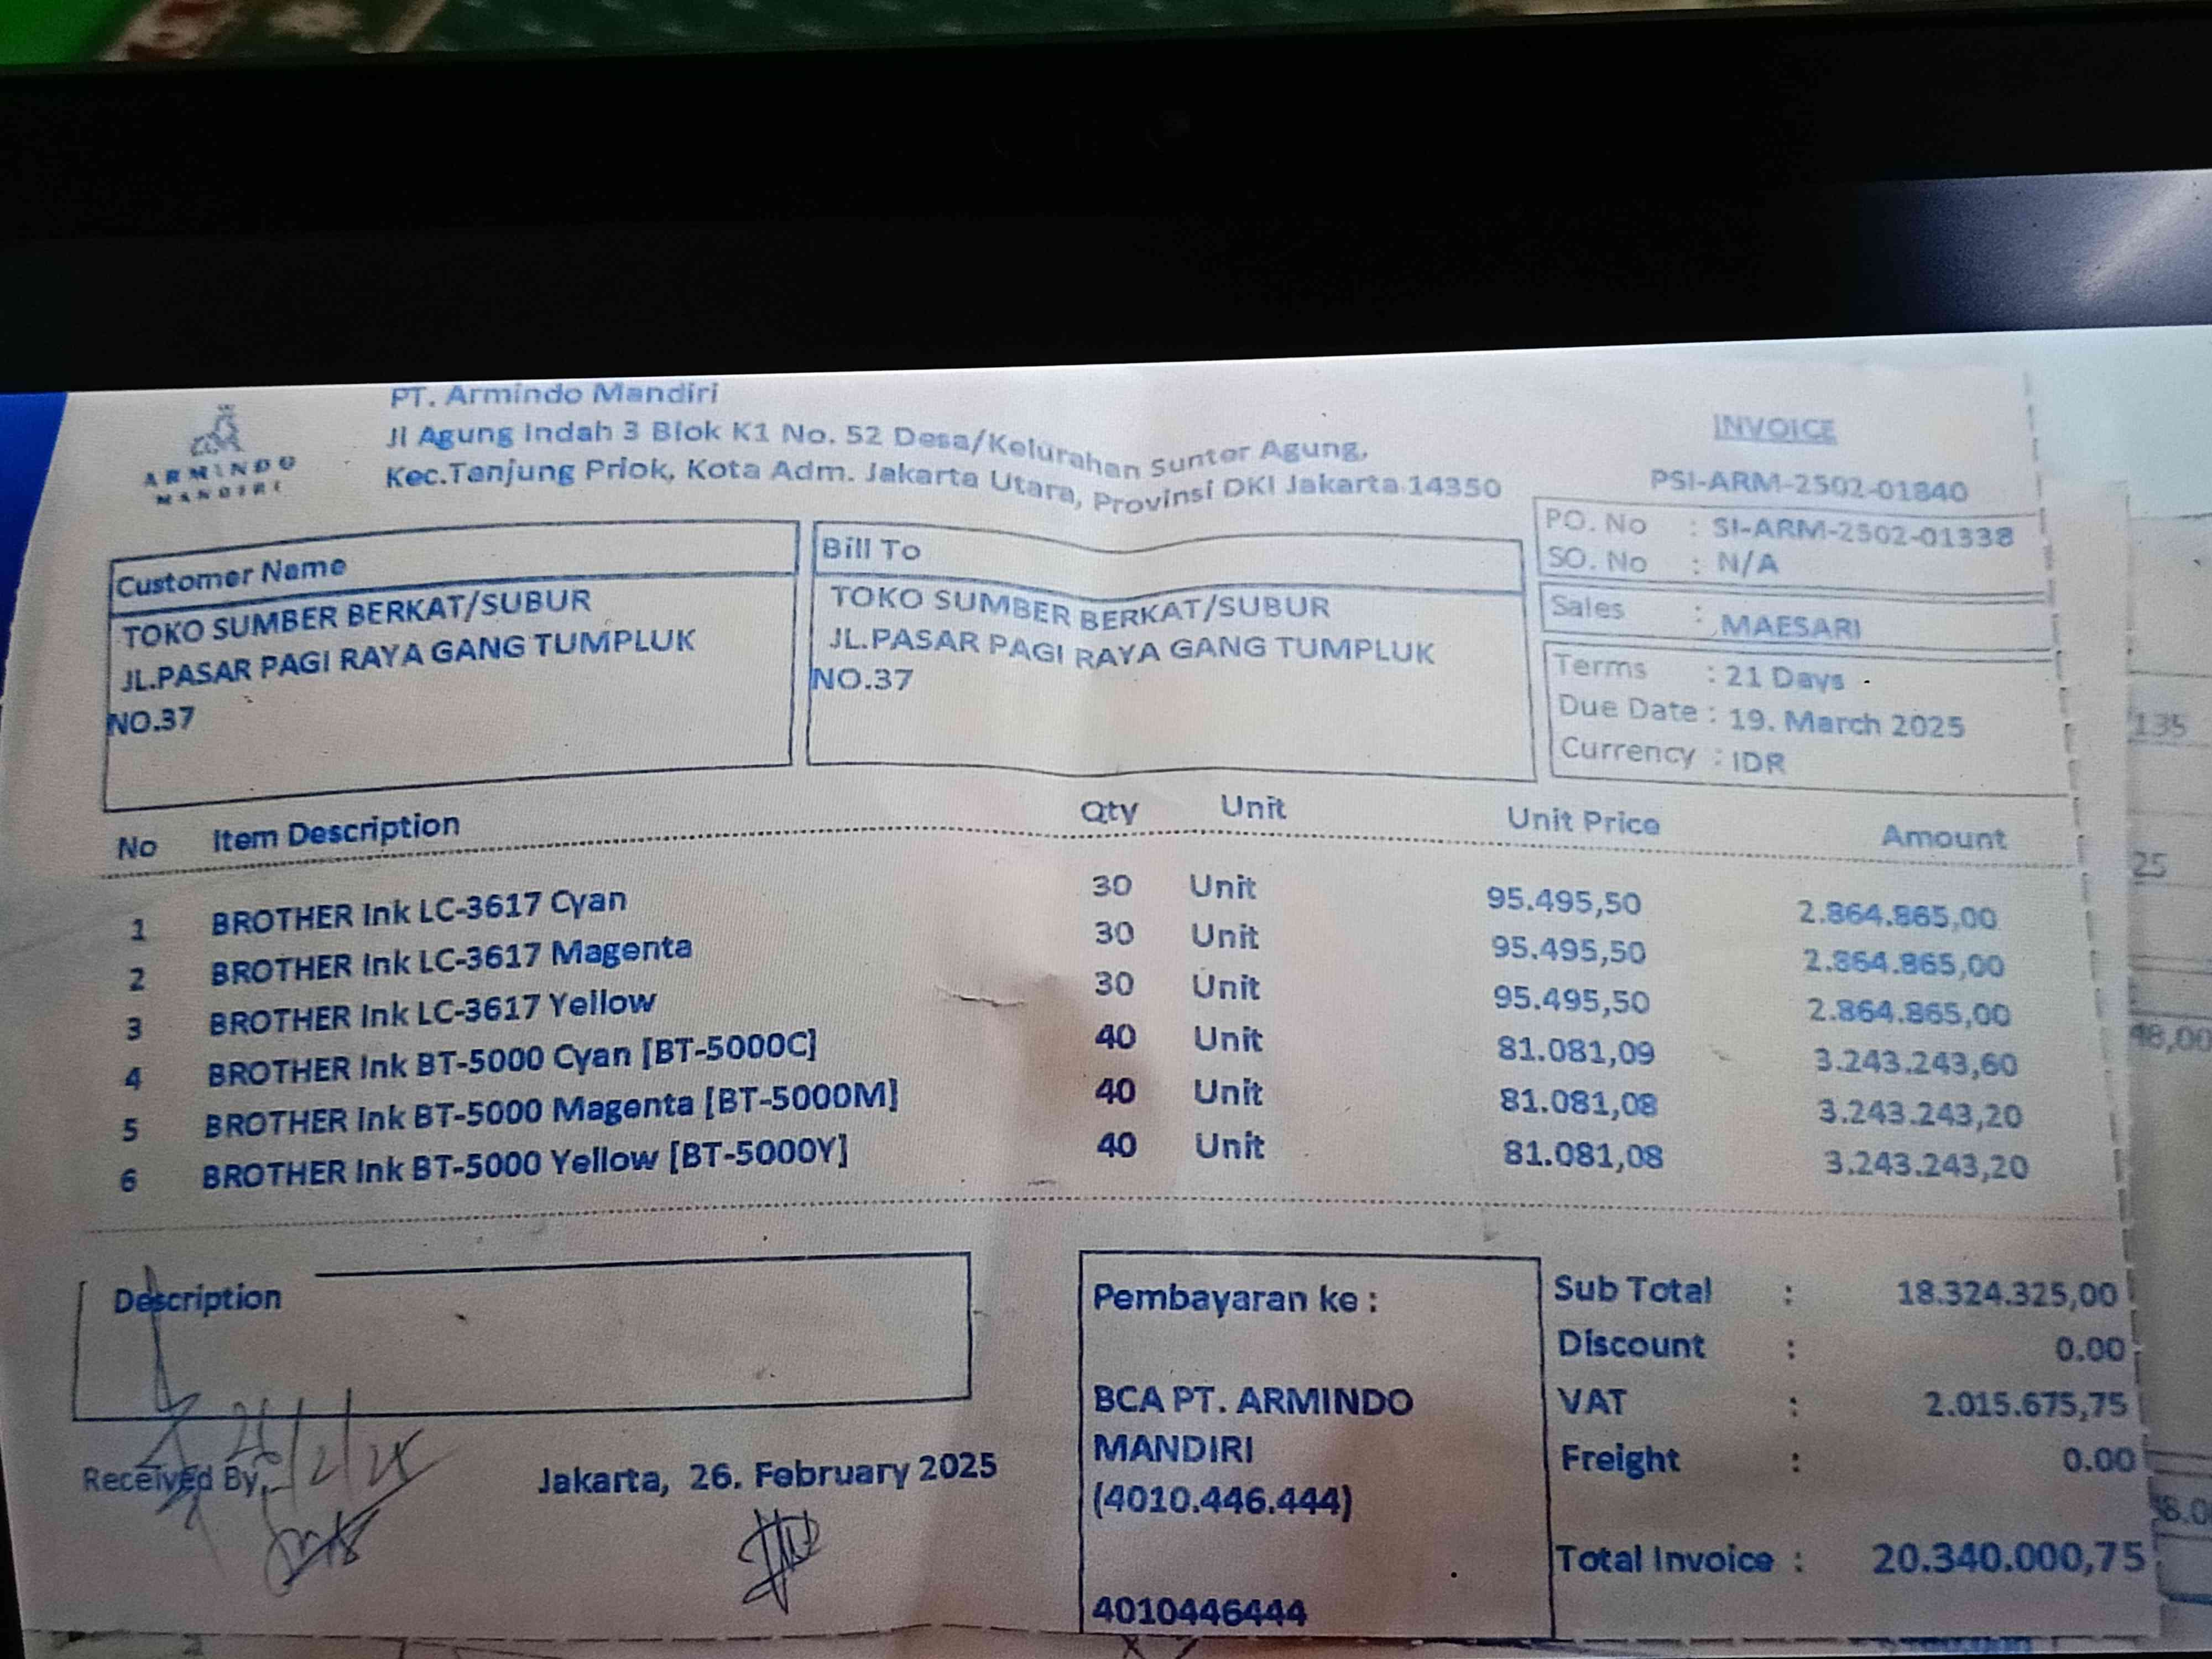 ARMINDO
MANDIRI
PT. Armindo Mandiri
Jl Agung Indah 3 Blok K1 No. 52 Desa/Kelurahan Sunter Agung,
Kec.Tanjung Priok, Kota Adm. Jakarta Utara, Provinsi DKI Jakarta 14350
INVOICE
PSI-ARM-2502-01840
PO. No : SI-ARM-2502-01338
SO. No : N/A
Sales : MAESARI
Terms : 21 Days
Due Date : 19. March 2025
Currency : IDR
Customer Name
TOKO SUMBER BERKAT/SUBUR
JL.PASAR PAGI RAYA GANG TUMPLUK
NO.37
Bill To
TOKO SUMBER BERKAT/SUBUR
JL.PASAR PAGI RAYA GANG TUMPLUK
NO.37
No Item Description Qty Unit Unit Price Amount
1 BROTHER Ink LC-3617 Cyan 30 Unit 95.495,50 2.864.865,00
2 BROTHER Ink LC-3617 Magenta 30 Unit 95.495,50 2.864.865,00
3 BROTHER Ink LC-3617 Yellow 30 Unit 95.495,50 2.864.865,00
4 BROTHER Ink BT-5000 Cyan [BT-5000C] 40 Unit 81.081,09 3.243.243,60
5 BROTHER Ink BT-5000 Magenta [BT-5000M] 40 Unit 81.081,08 3.243.243,20
6 BROTHER Ink BT-5000 Yellow [BT-5000Y] 40 Unit 81.081,08 3.243.243,20
Description
Received By,
26/2/25
Jakarta, 26. February 2025
Pembayaran ke :
BCA PT. ARMINDO
MANDIRI
(4010.446.444)
4010446444
Sub Total : 18.324.325,00
Discount : 0.00
VAT : 2.015.675,75
Freight : 0.00
Total Invoice : 20.340.000,75
135
25
48,00